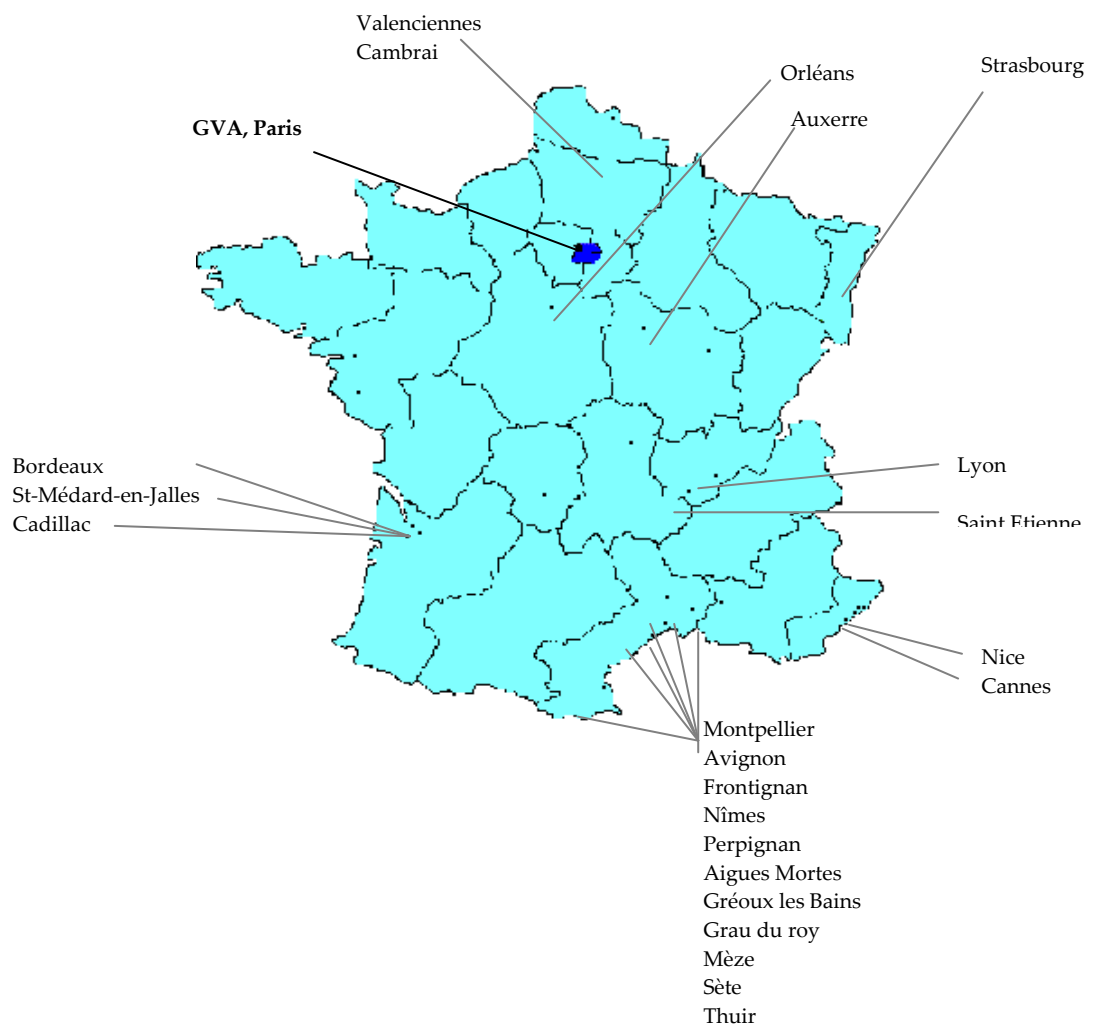 Valenciennes
Cambrai
Orléans
Strasbourg
Auxerre
GVA, Paris
Bordeaux
St-Médard-en-Jalles
Cadillac
Lyon
Saint Etienne
Nice
Cannes
Montpellier
Avignon
Frontignan
Nîmes
Perpignan
Aigues Mortes
Gréoux les Bains
Grau du roy
Mèze
Sète
Thuir